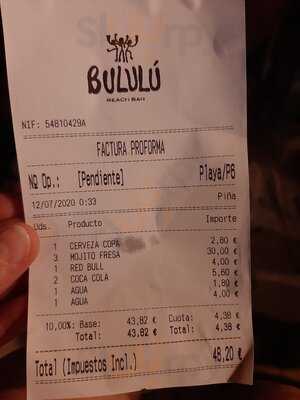 BULULÚ
BEACH BAR
NIF: 54810429A
FACTURA PROFORMA
Nº Op.: [Pendiente] Playa/P6
12/07/2020 0:33 Piña
Uds. Producto Importe
1 CERVEZA COPA 2,80 €
3 MOJITO FRESA 30,00 €
1 RED BULL 4,00 €
2 COCA COLA 5,60 €
1 AGUA 1,80 €
1 AGUA 4,00 €
10,00%: Base: 43,82 € Cuota: 4,38 €
Total: 43,82 € Total: 4,38 €
Total (Impuestos Incl.) 48,20 €